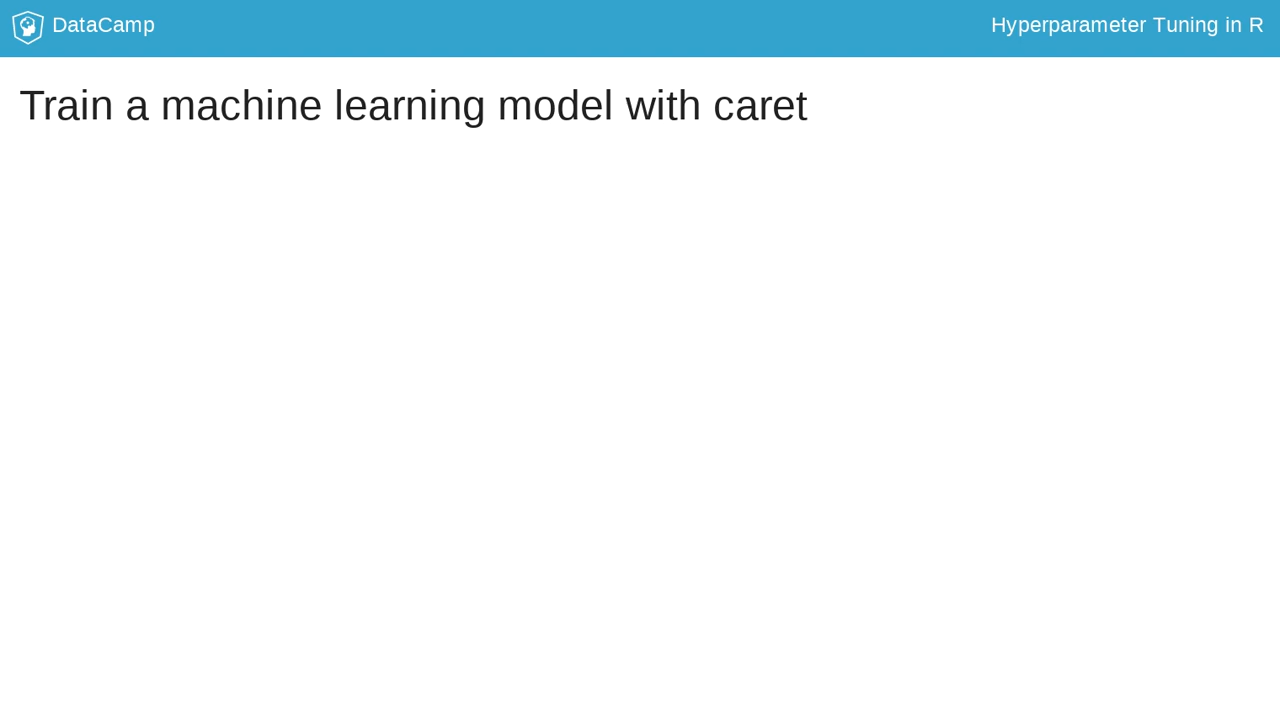 DataCamp
Hyperparameter Tuning in R
Train a machine learning model with caret